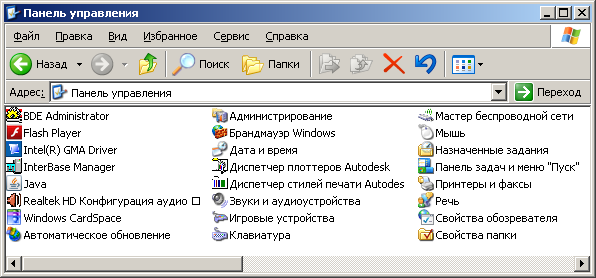 Панель управления
Файл Правка Вид Избранное Сервис Справка
Назад Поиск Папки
Адрес: Панель управления Переход
BDE Administrator
Flash Player
Intel(R) GMA Driver
InterBase Manager
Java
Realtek HD Конфигурация аудио
Windows CardSpace
Автоматическое обновление
Администрирование
Брандмауэр Windows
Дата и время
Диспетчер плоттеров Autodesk
Диспетчер стилей печати Autodes
Звуки и аудиоустройства
Игровые устройства
Клавиатура
Мастер беспроводной сети
Мышь
Назначенные задания
Панель задач и меню "Пуск"
Принтеры и факсы
Речь
Свойства обозревателя
Свойства папки